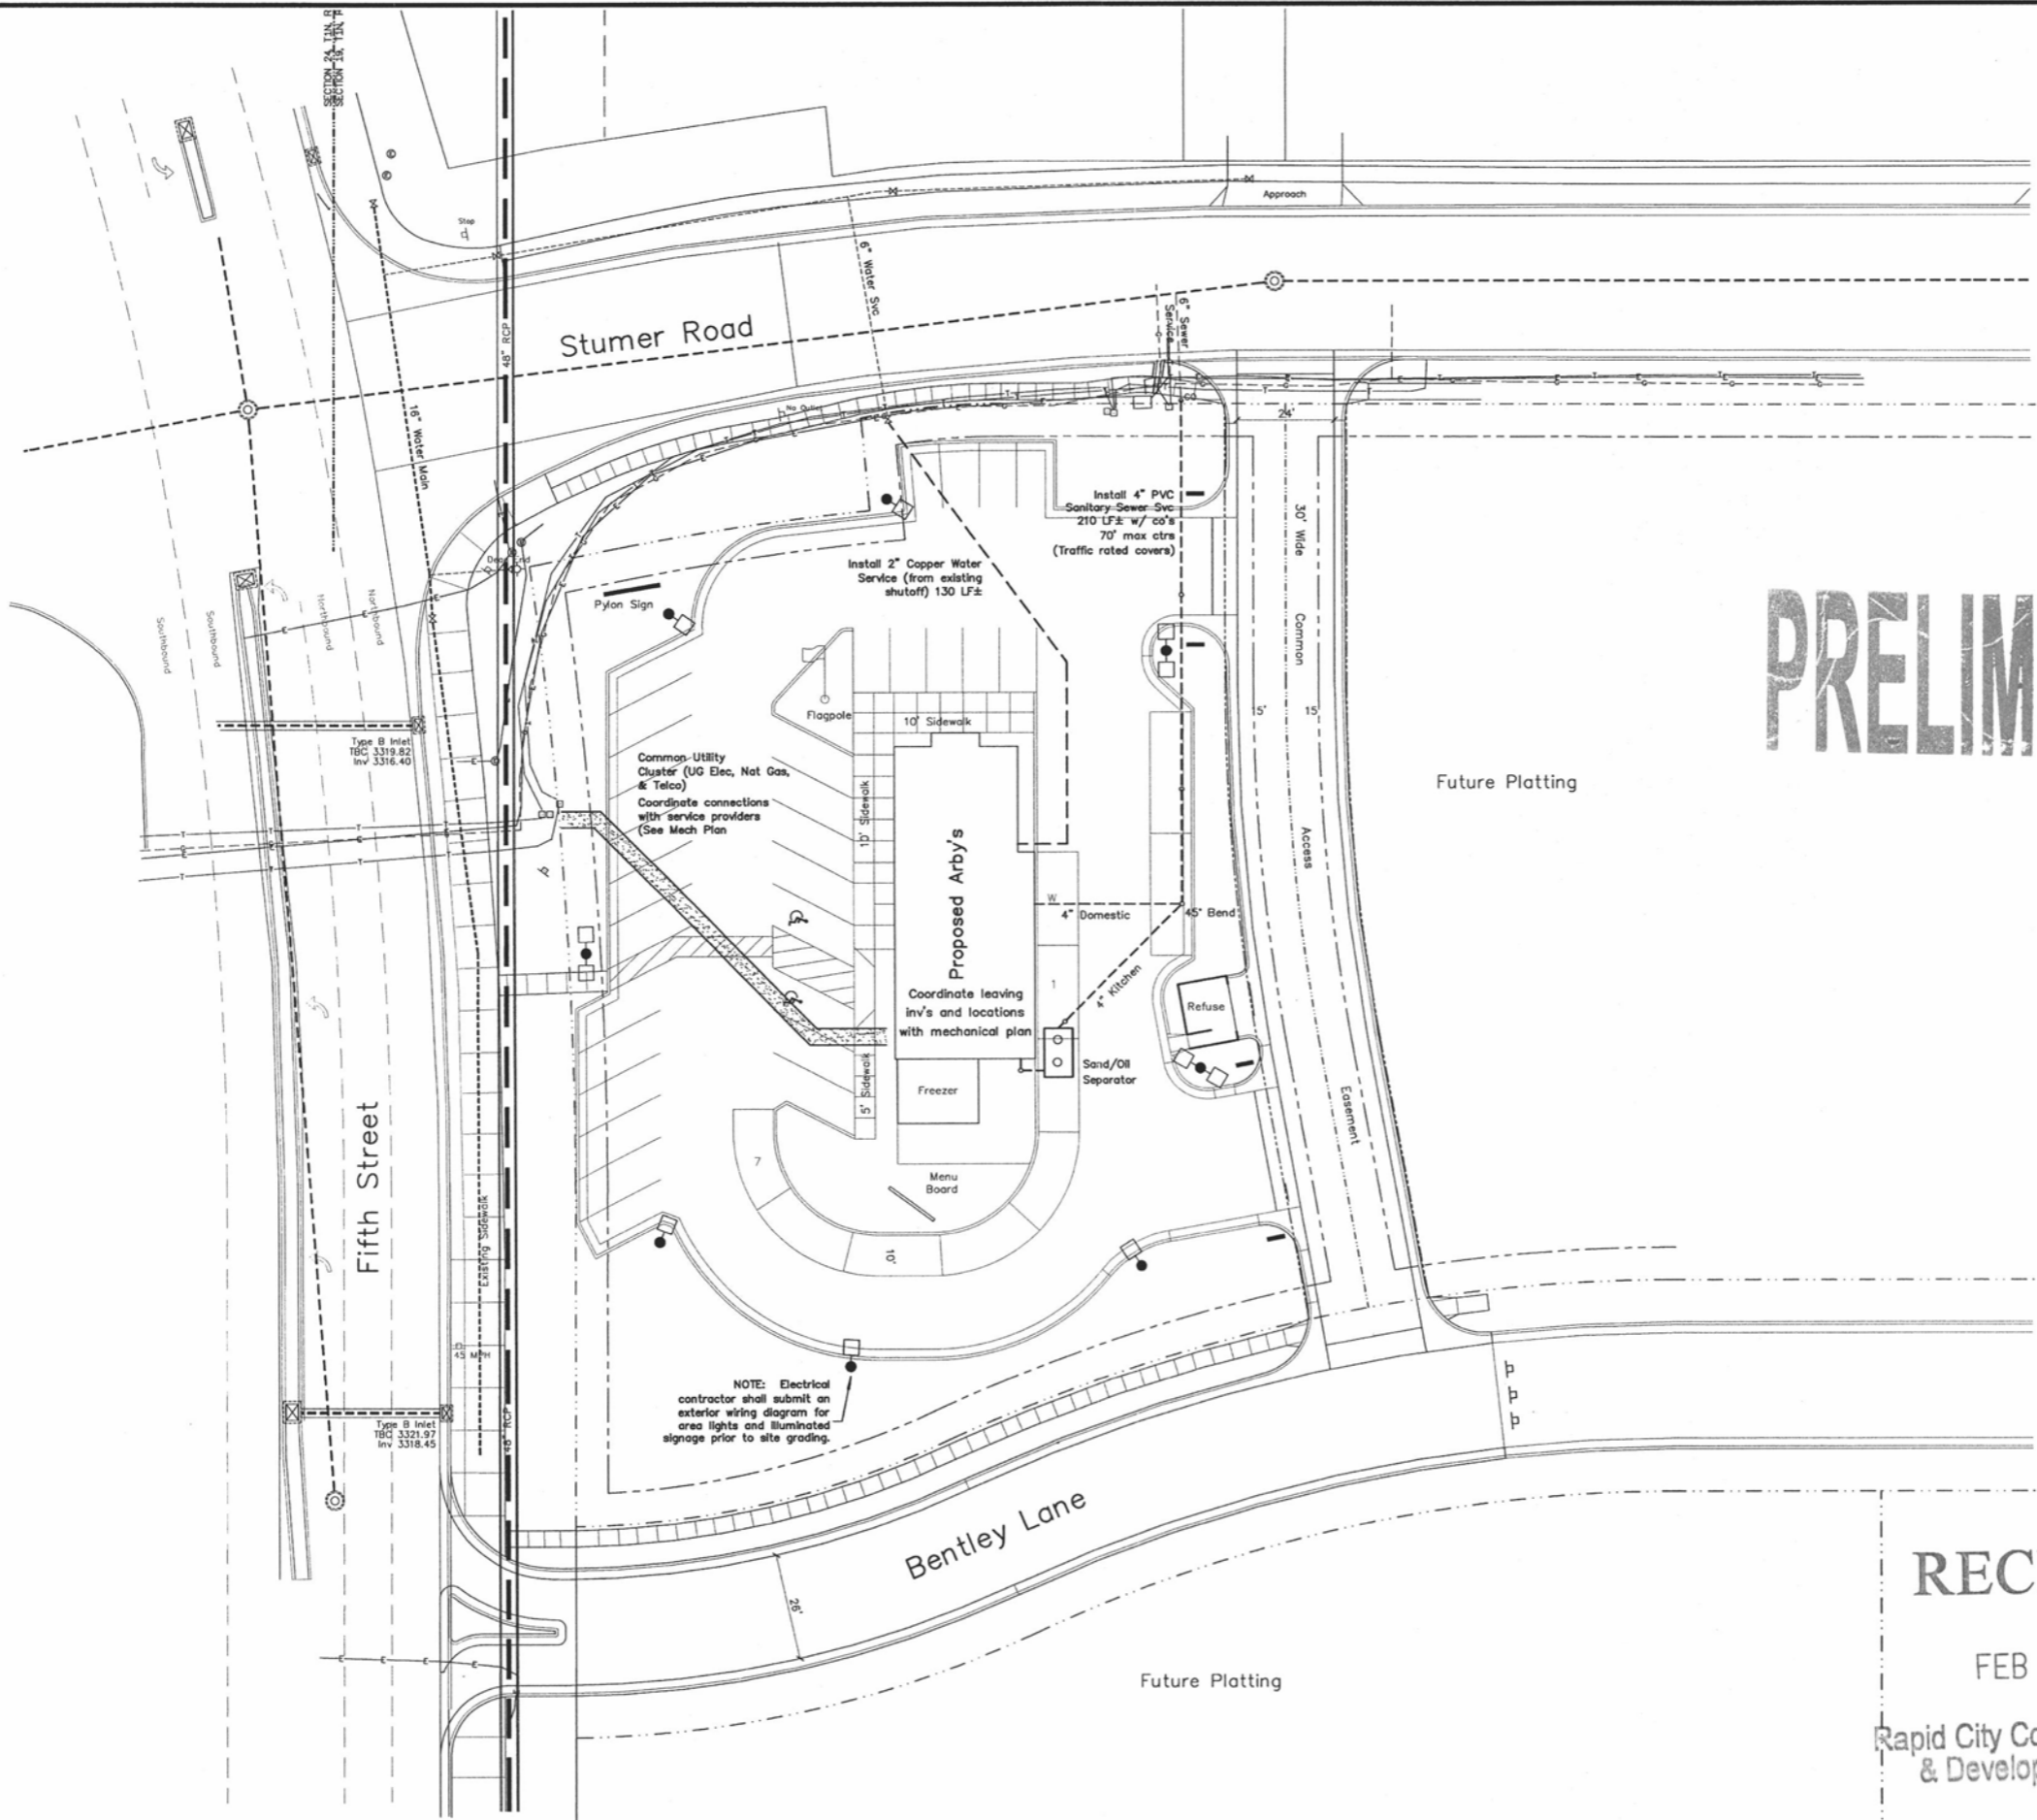 SECTION 24, T1N, R
SECTION 19, T1N, R
Stop
Approach
6" Water Svc
48" RCP
Stumer Road
6" Sewer
Service
16" Water Main
No Outlet
CO
24'
Install 4" PVC
Sanitary Sewer Svc
210 LF± w/ co's
70' max ctrs
(Traffic rated covers)
30' Wide Common Access Easement
Dead End
Install 2" Copper Water
Service (from existing
shutoff) 130 LF±
Pylon Sign
Southbound
Southbound
Northbound
Northbound
PRELIM
Flagpole
10' Sidewalk
15'
15'
Type B Inlet
TBC 3319.82
Inv 3316.40
Common Utility
Cluster (UG Elec, Nat Gas,
& Telco)
Coordinate connections
with service providers
(See Mech Plan
10' Sidewalk
Future Platting
Proposed Arby's
W
4" Domestic
45° Bend
4" Kitchen
1
Coordinate leaving
inv's and locations
with mechanical plan
Refuse
Sand/Oil
Separator
Freezer
5' Sidewalk
Fifth Street
7
Menu
Board
10'
Existing Sidewalk
45 MPH
NOTE: Electrical
contractor shall submit an
exterior wiring diagram for
area lights and illuminated
signage prior to site grading.
Type B Inlet
TBC 3321.97
Inv 3318.45
48" RCP
Bentley Lane
26'
Future Platting
REC
FEB
Rapid City Co
& Develop